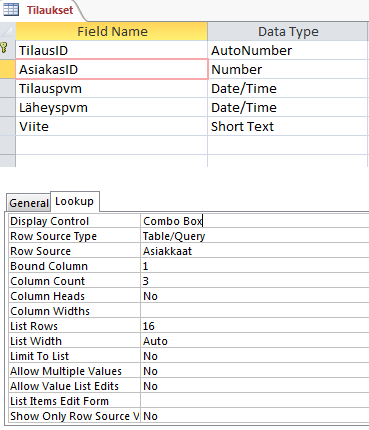 Tilaukset
Field Name Data Type
TilausID AutoNumber
AsiakasID Number
Tilauspvm Date/Time
Läheyspvm Date/Time
Viite Short Text
General Lookup
Display Control Combo Box
Row Source Type Table/Query
Row Source Asiakkaat
Bound Column 1
Column Count 3
Column Heads No
Column Widths
List Rows 16
List Width Auto
Limit To List No
Allow Multiple Values No
Allow Value List Edits No
List Items Edit Form
Show Only Row Source V No